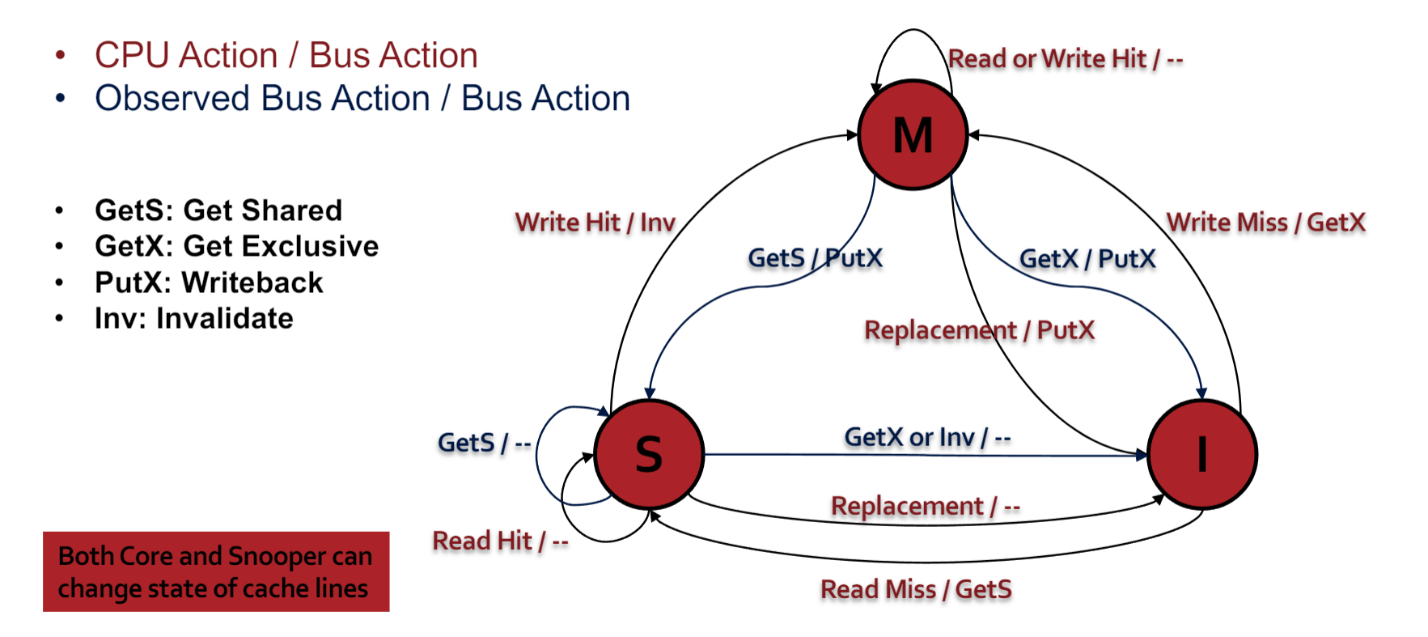 • CPU Action / Bus Action
• Observed Bus Action / Bus Action
• GetS: Get Shared
• GetX: Get Exclusive
• PutX: Writeback
• Inv: Invalidate
Both Core and Snooper can
change state of cache lines
Read or Write Hit / --
M
Write Hit / Inv
Write Miss / GetX
GetS / PutX
GetX / PutX
Replacement / PutX
GetS / --
S
GetX or Inv / --
I
Replacement / --
Read Hit / --
Read Miss / GetS